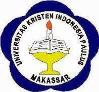 UNIVERSITAS KRISTEN INDONESIA PAULUS
MAKASSAR